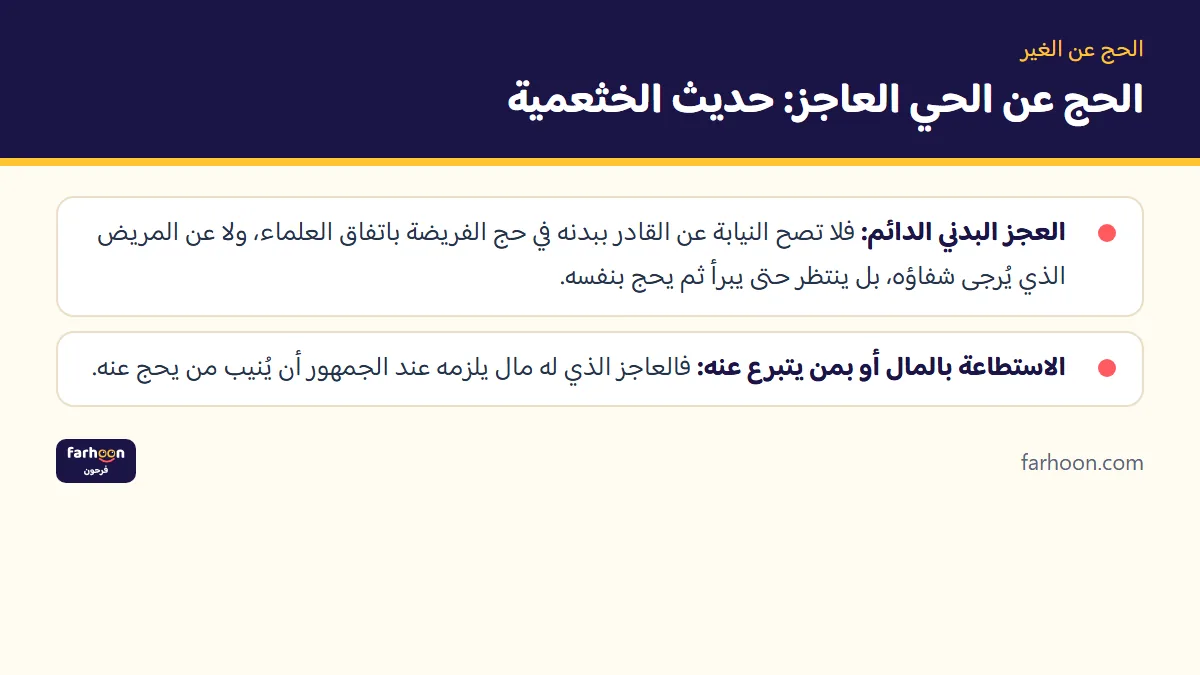 الحج عن الغير
الحج عن الحي العاجز: حديث الخثعمية
العجز البدني الدائم: فلا تصح النيابة عن القادر ببدنه في حج الفريضة باتفاق العلماء، ولا عن المريض
الذي يُرجى شفاؤه، بل ينتظر حتى يبرأ ثم يحج بنفسه.
الاستطاعة بالمال أو بمن يتبرع عنه: فالعاجز الذي له مال يلزمه عند الجمهور أن يُنيب من يحج عنه.
farhoon.com
farhoon
فرحون